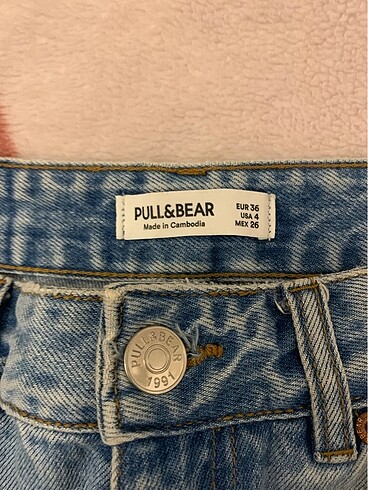 PULL&BEAR
Made in Cambodia
EUR 36
USA 4
MEX 26
PULL&BEAR
1991